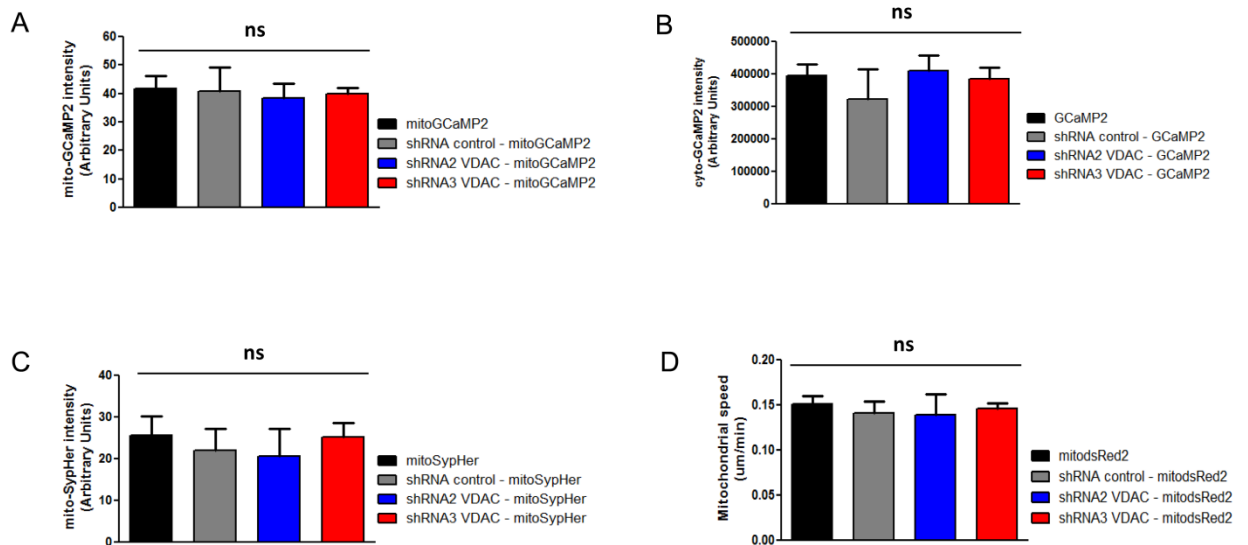 A
ns
mito-GCaMP2 intensity
(Arbitrary Units)
60
50
40
30
20
10
0
mitoGCaMP2
shRNA control - mitoGCaMP2
shRNA2 VDAC - mitoGCaMP2
shRNA3 VDAC - mitoGCaMP2
B
ns
cyto-GCaMP2 intensity
(Arbitrary Units)
500000
400000
300000
200000
100000
0
GCaMP2
shRNA control - GCaMP2
shRNA2 VDAC - GCaMP2
shRNA3 VDAC - GCaMP2
C
ns
mito-SypHer intensity
(Arbitrary Units)
40
30
20
10
0
mitoSypHer
shRNA control - mitoSypHer
shRNA2 VDAC - mitoSypHer
shRNA3 VDAC - mitoSypHer
D
ns
Mitochondrial speed
(um/min)
0.20
0.15
0.10
0.05
0.00
mitodsRed2
shRNA control - mitodsRed2
shRNA2 VDAC - mitodsRed2
shRNA3 VDAC - mitodsRed2